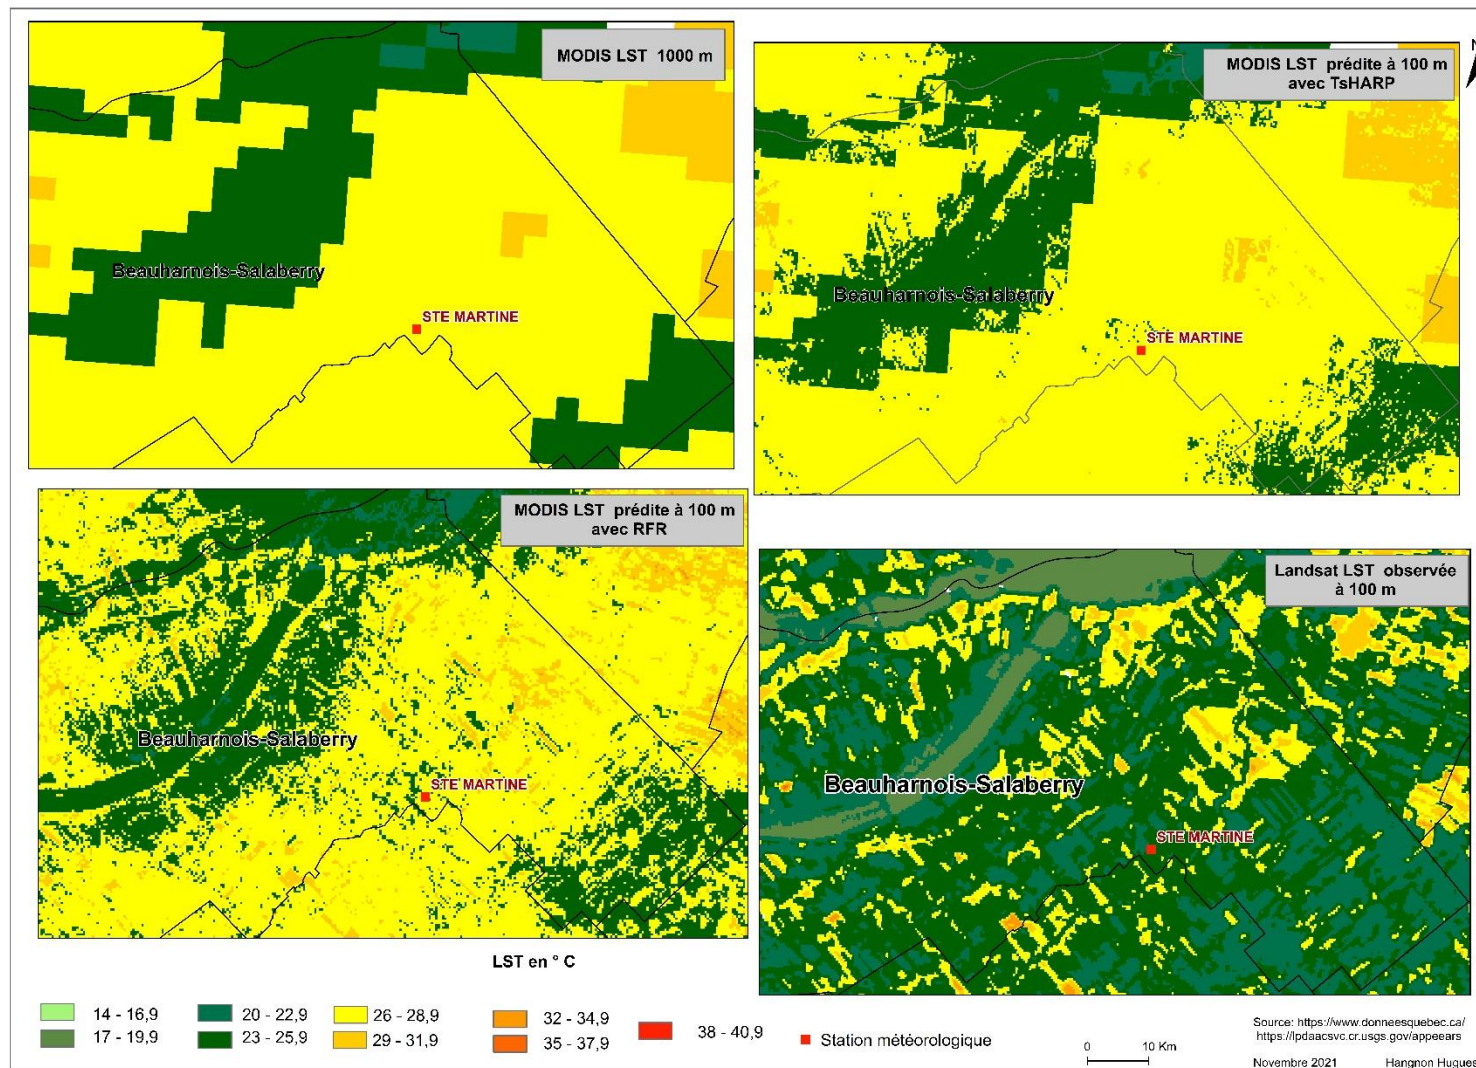 MODIS LST 1000 m
Beauharnois-Salaberry
STE MARTINE
MODIS LST prédite à 100 m
avec TsHARP
N
Beauharnois-Salaberry
STE MARTINE
MODIS LST prédite à 100 m
avec RFR
Beauharnois-Salaberry
STE MARTINE
Landsat LST observée
à 100 m
Beauharnois-Salaberry
STE MARTINE
LST en ° C
14 - 16,9
17 - 19,9
20 - 22,9
23 - 25,9
26 - 28,9
29 - 31,9
32 - 34,9
35 - 37,9
38 - 40,9
Station météorologique
0 10 Km
Source: https://www.donneesquebec.ca/
https://lpdaacsvc.cr.usgs.gov/appeears
Novembre 2021 Hangnon Hugues